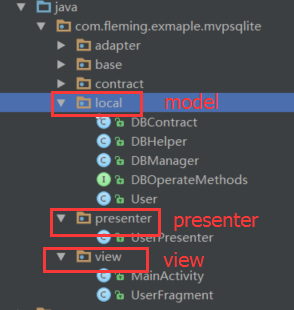 java
com.fleming.exmaple.mvpsqlite
adapter
base
contract
local model
DBContract
DBHelper
DBManager
DBOperateMethods
User
presenter presenter
UserPresenter
view view
MainActivity
UserFragment